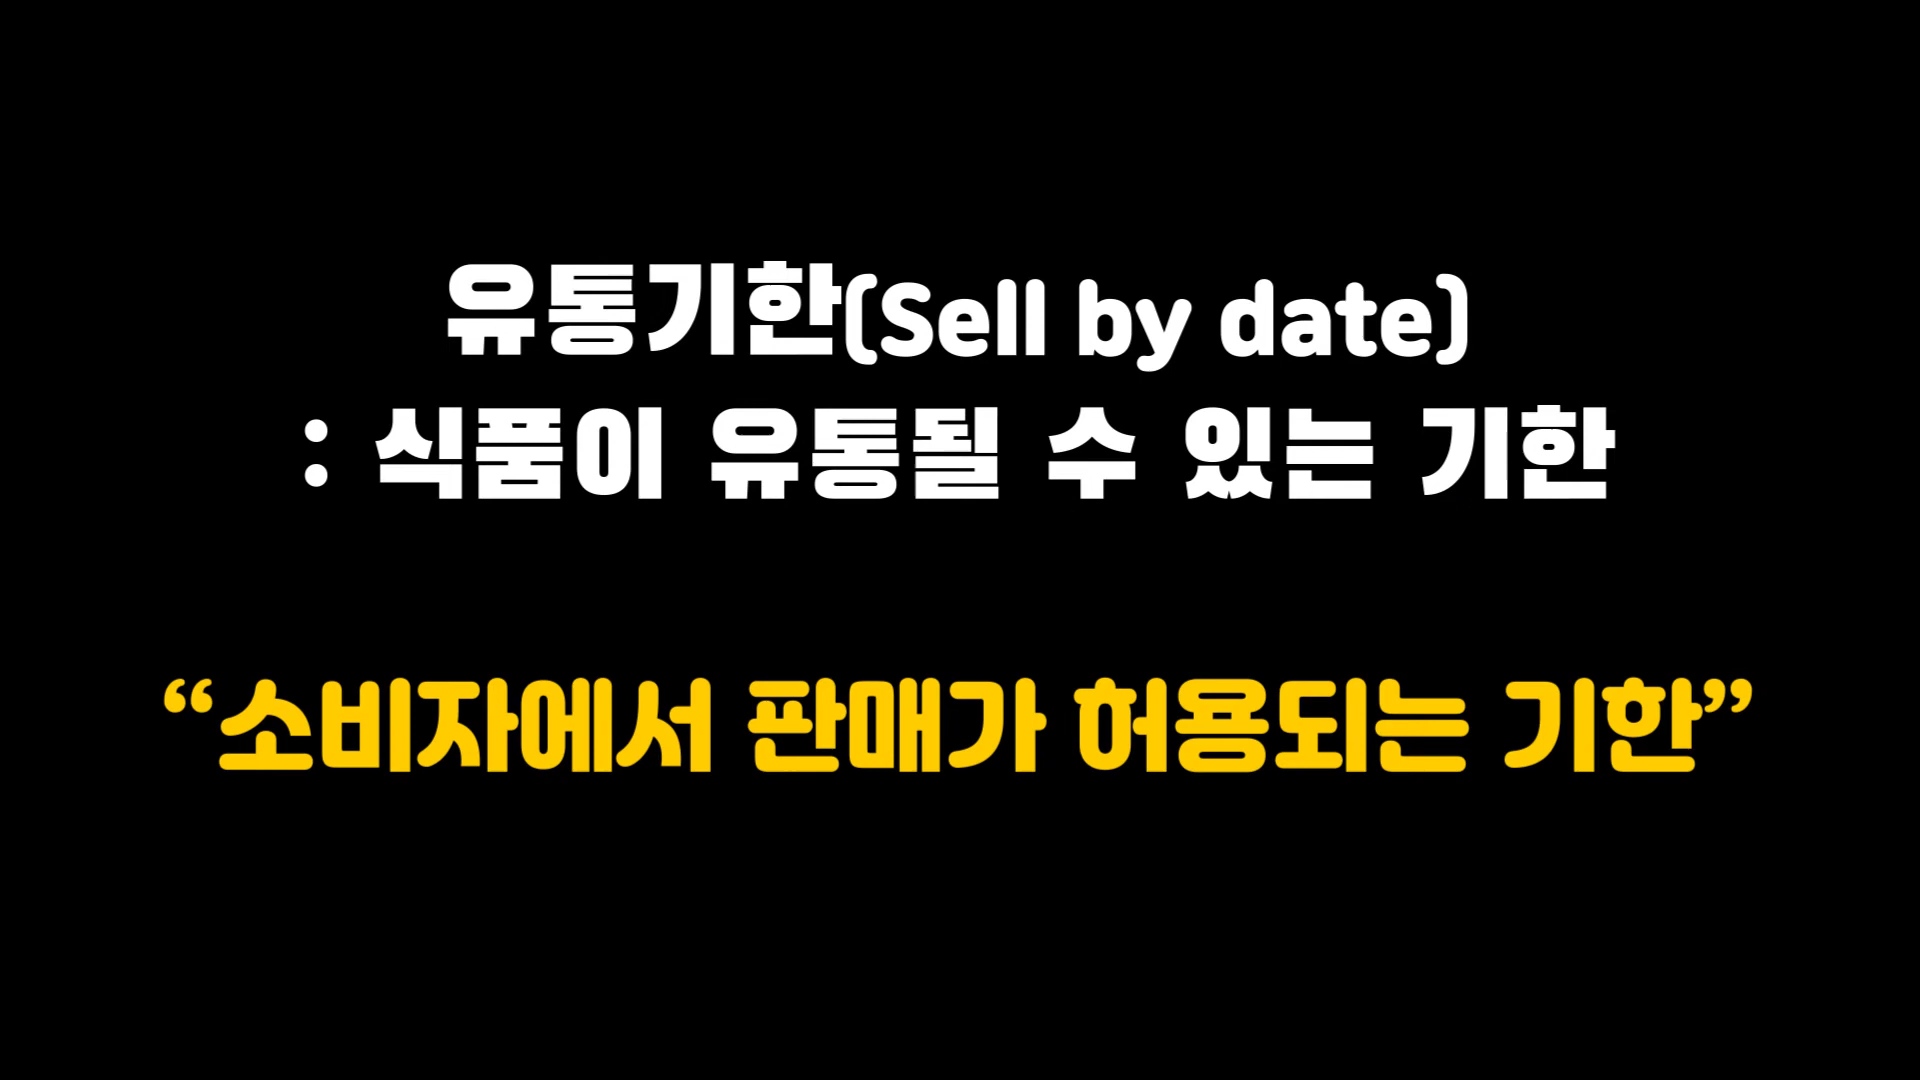 유통기한(Sell by date)
: 식품이 유통될 수 있는 기한
“소비자에서 판매가 허용되는 기한”